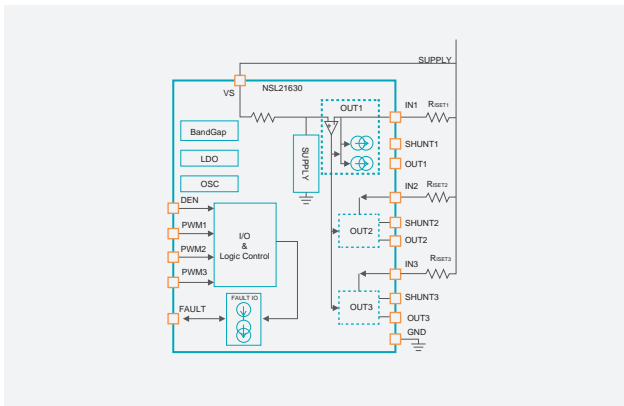 SUPPLY
NSL21630
VS
OUT1
IN1
RISET1
BandGap
SUPPLY
SHUNT1
LDO
OUT1
OSC
IN2
RISET2
DEN
I/O
&
Logic Control
PWM1
SHUNT2
OUT2
OUT2
PWM2
IN3
RISET3
PWM3
FAULT IO
SHUNT3
OUT3
FAULT
OUT3
GND